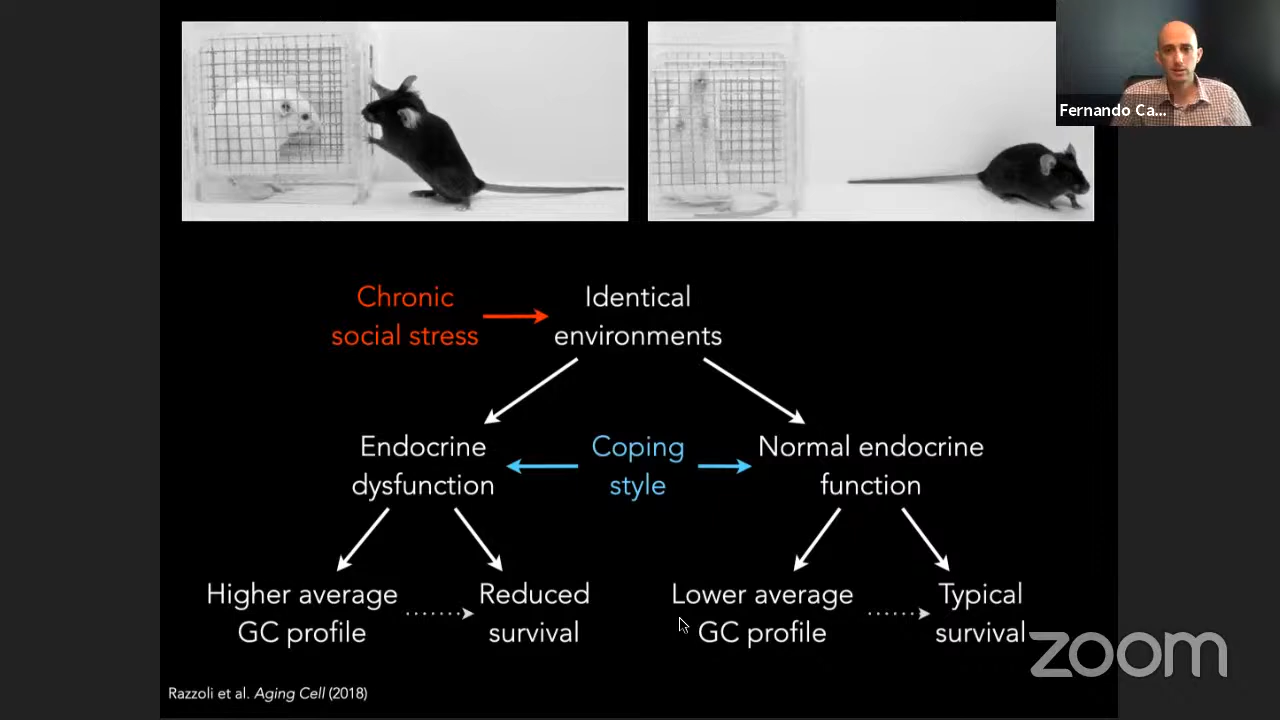 Fernando Ca...
Chronic
social stress
Identical
environments
Endocrine
dysfunction
Coping
style
Normal endocrine
function
Higher average
GC profile
Reduced
survival
Lower average
GC profile
Typical
survival
zoom
Razzoli et al. Aging Cell (2018)